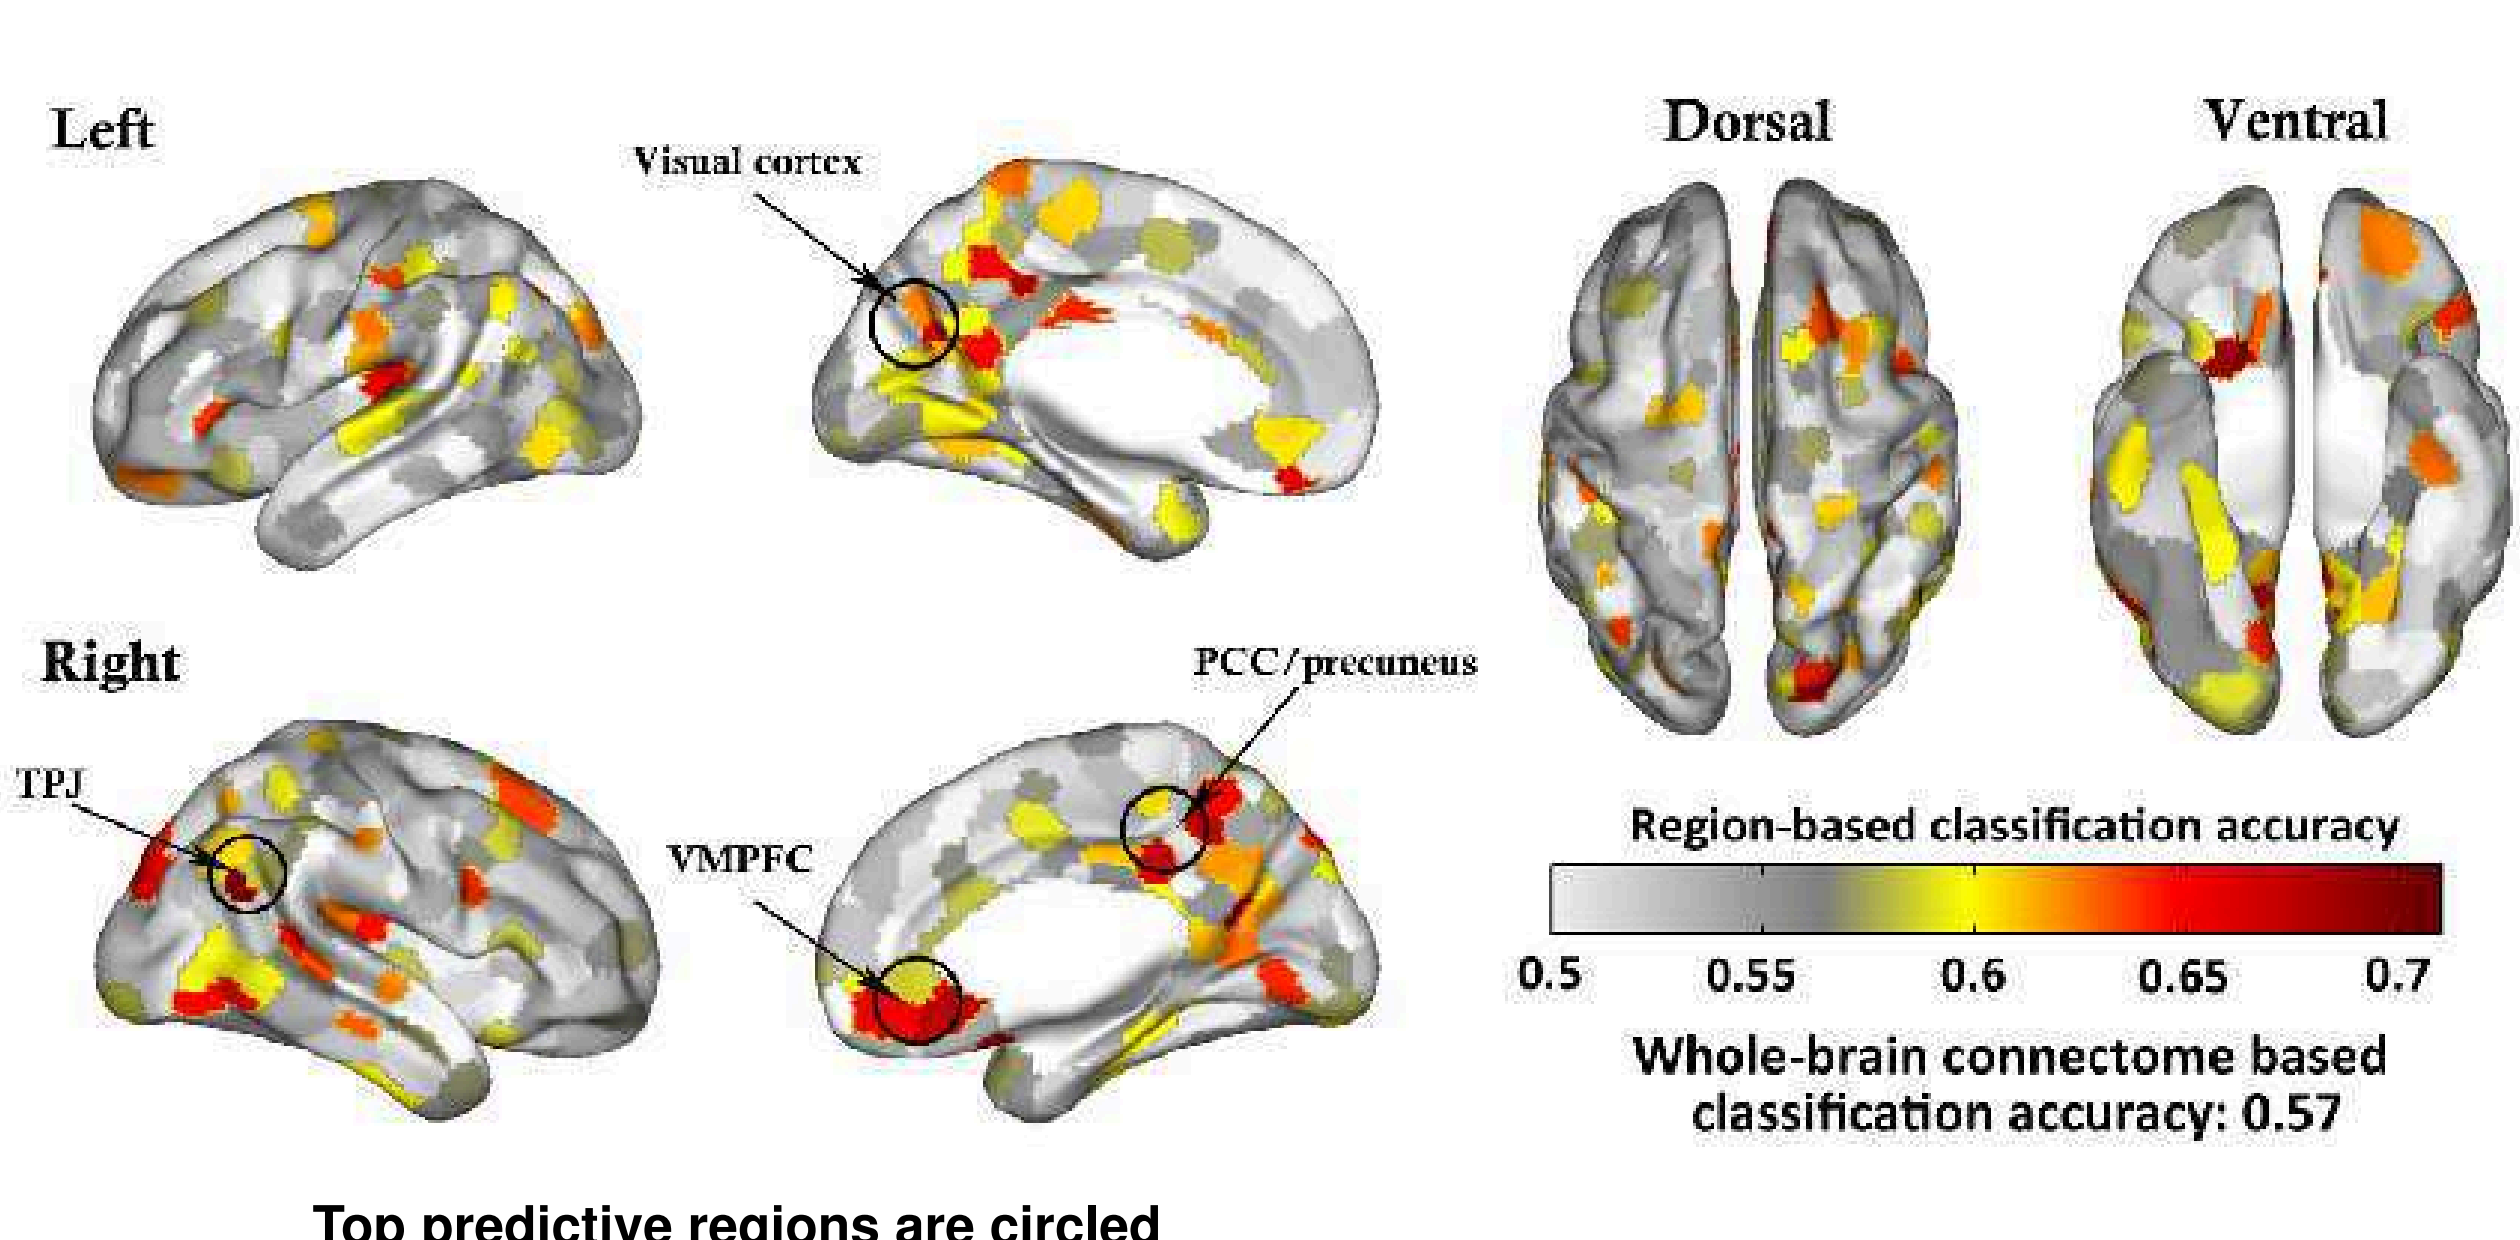 Left
Visual cortex
Dorsal
Ventral
Right
TPJ
VMPFC
PCC/precuneus
Region-based classification accuracy
0.5 0.55 0.6 0.65 0.7
Whole-brain connectome based
classification accuracy: 0.57
Top predictive regions are circled